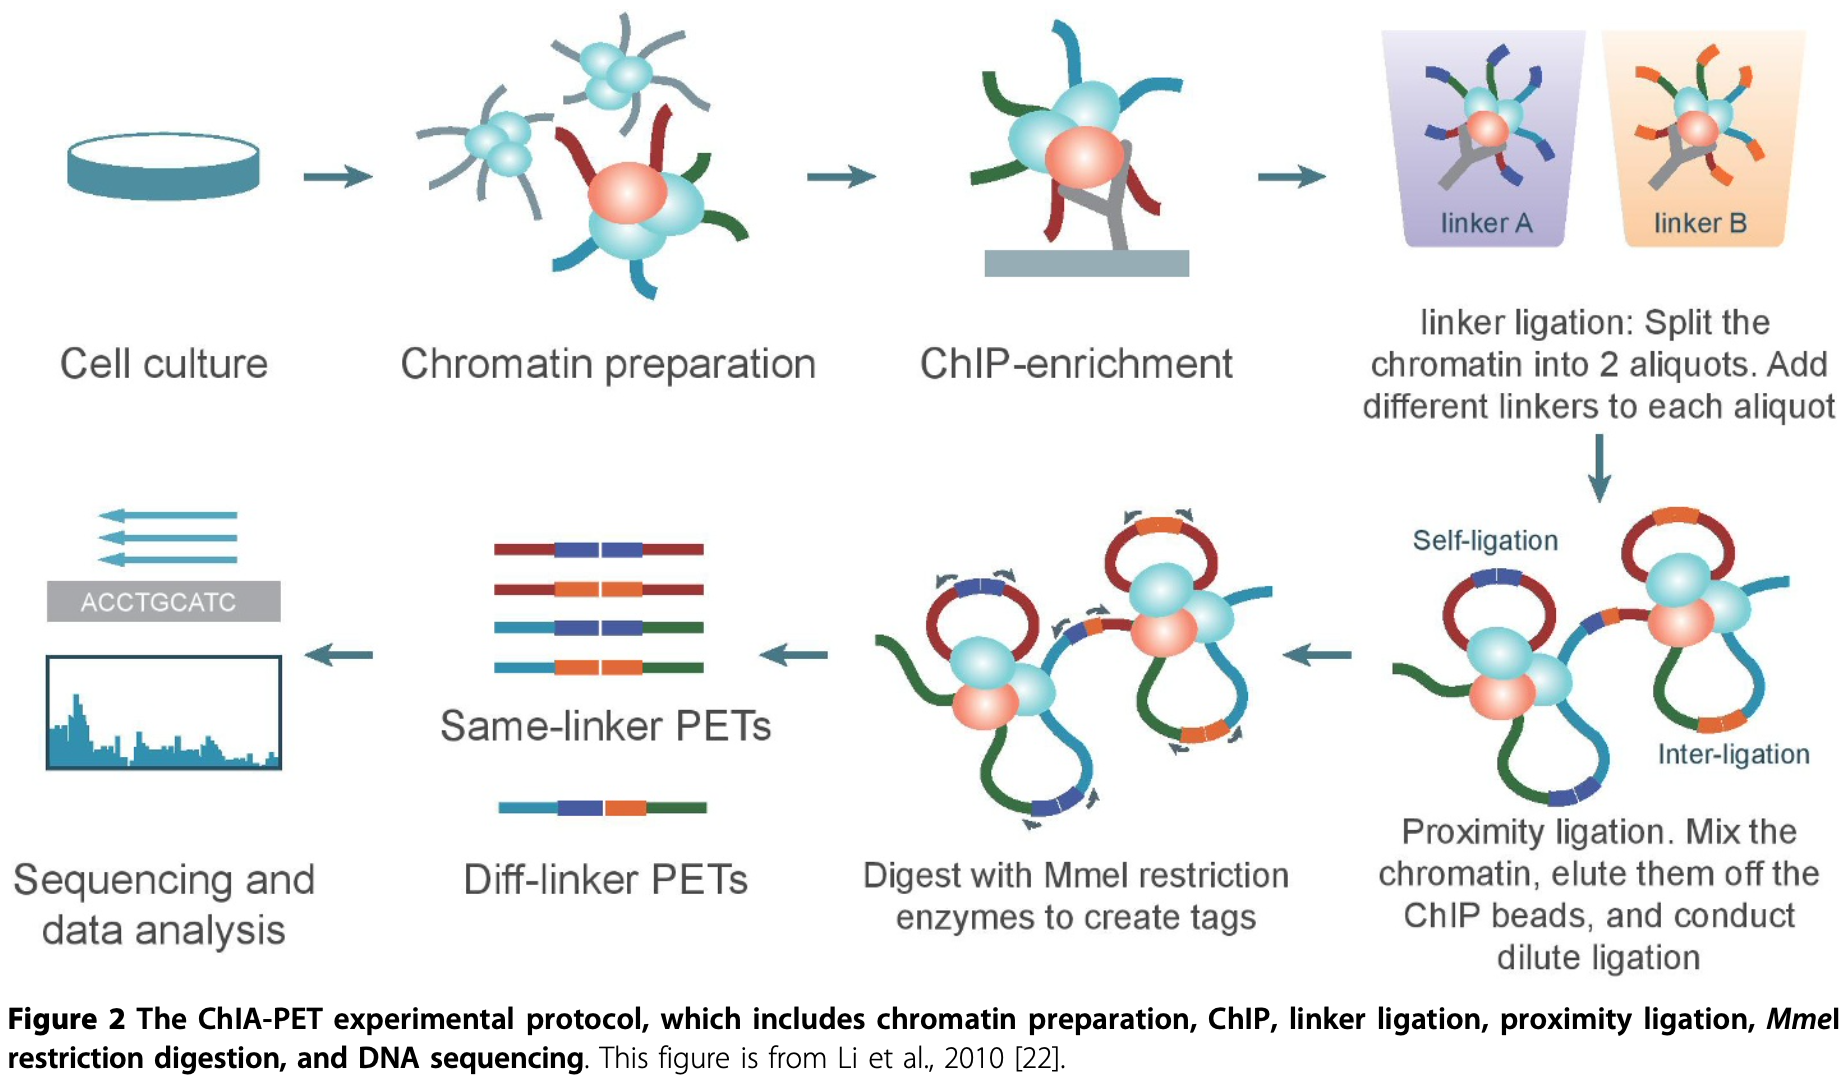 linker A
linker B
Cell culture
Chromatin preparation
ChIP-enrichment
linker ligation: Split the
chromatin into 2 aliquots. Add
different linkers to each aliquot
Self-ligation
Inter-ligation
Proximity ligation. Mix the
chromatin, elute them off the
ChIP beads, and conduct
dilute ligation
Digest with MmeI restriction
enzymes to create tags
Same-linker PETs
Diff-linker PETs
ACCTGCATC
Sequencing and
data analysis
Figure 2 The ChIA-PET experimental protocol, which includes chromatin preparation, ChIP, linker ligation, proximity ligation, MmeI
restriction digestion, and DNA sequencing. This figure is from Li et al., 2010 [22].